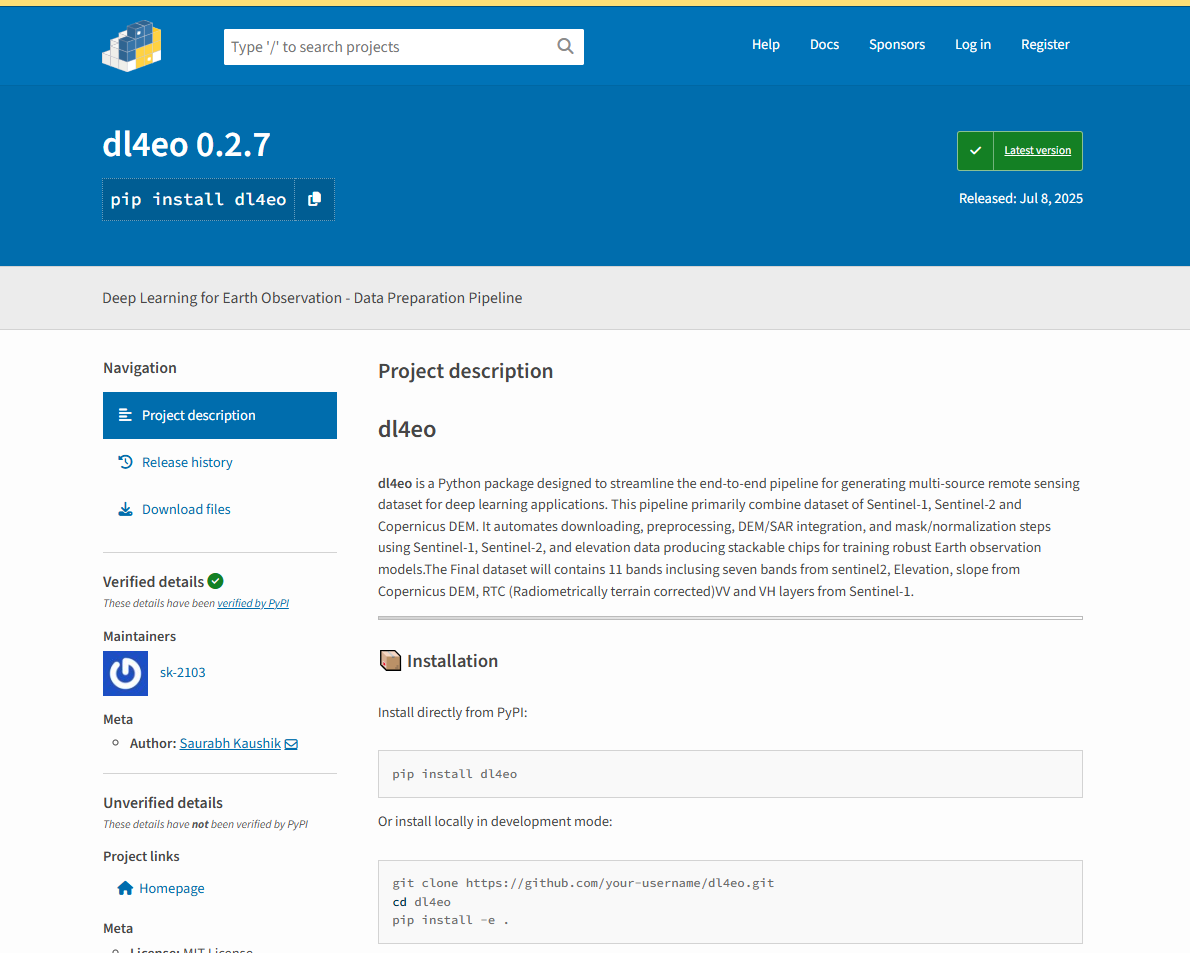 Type '/' to search projects
Help
Docs
Sponsors
Log in
Register
dl4eo 0.2.7
pip install dl4eo
Latest version
Released: Jul 8, 2025
Deep Learning for Earth Observation - Data Preparation Pipeline
Navigation
Project description
Release history
Download files
Verified details
These details have been verified by PyPI
Maintainers
sk-2103
Meta
Author: Saurabh Kaushik
Unverified details
These details have not been verified by PyPI
Project links
Homepage
Meta
License: MIT License
Project description
dl4eo
dl4eo is a Python package designed to streamline the end-to-end pipeline for generating multi-source remote sensing
dataset for deep learning applications. This pipeline primarily combine dataset of Sentinel-1, Sentinel-2 and
Copernicus DEM. It automates downloading, preprocessing, DEM/SAR integration, and mask/normalization steps
using Sentinel-1, Sentinel-2, and elevation data producing stackable chips for training robust Earth observation
models.The Final dataset will contains 11 bands inclusing seven bands from sentinel2, Elevation, slope from
Copernicus DEM, RTC (Radiometrically terrain corrected)VV and VH layers from Sentinel-1.
Installation
Install directly from PyPI:
pip install dl4eo
Or install locally in development mode:
git clone https://github.com/your-username/dl4eo.git
cd dl4eo
pip install -e .